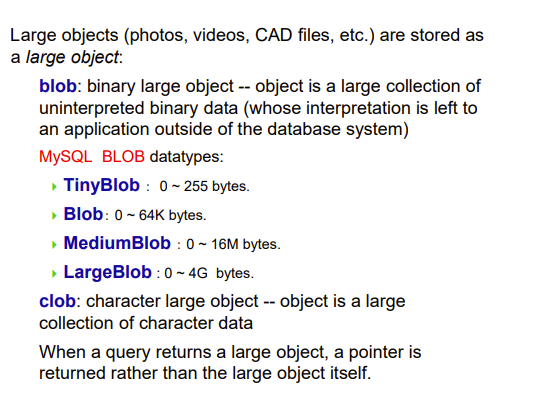 Large objects (photos, videos, CAD files, etc.) are stored as
a large object:
blob: binary large object -- object is a large collection of
uninterpreted binary data (whose interpretation is left to
an application outside of the database system)
MySQL BLOB datatypes:
TinyBlob : 0 ~ 255 bytes.
Blob: 0 ~ 64K bytes.
MediumBlob : 0 ~ 16M bytes.
LargeBlob : 0 ~ 4G bytes.
clob: character large object -- object is a large
collection of character data
When a query returns a large object, a pointer is
returned rather than the large object itself.